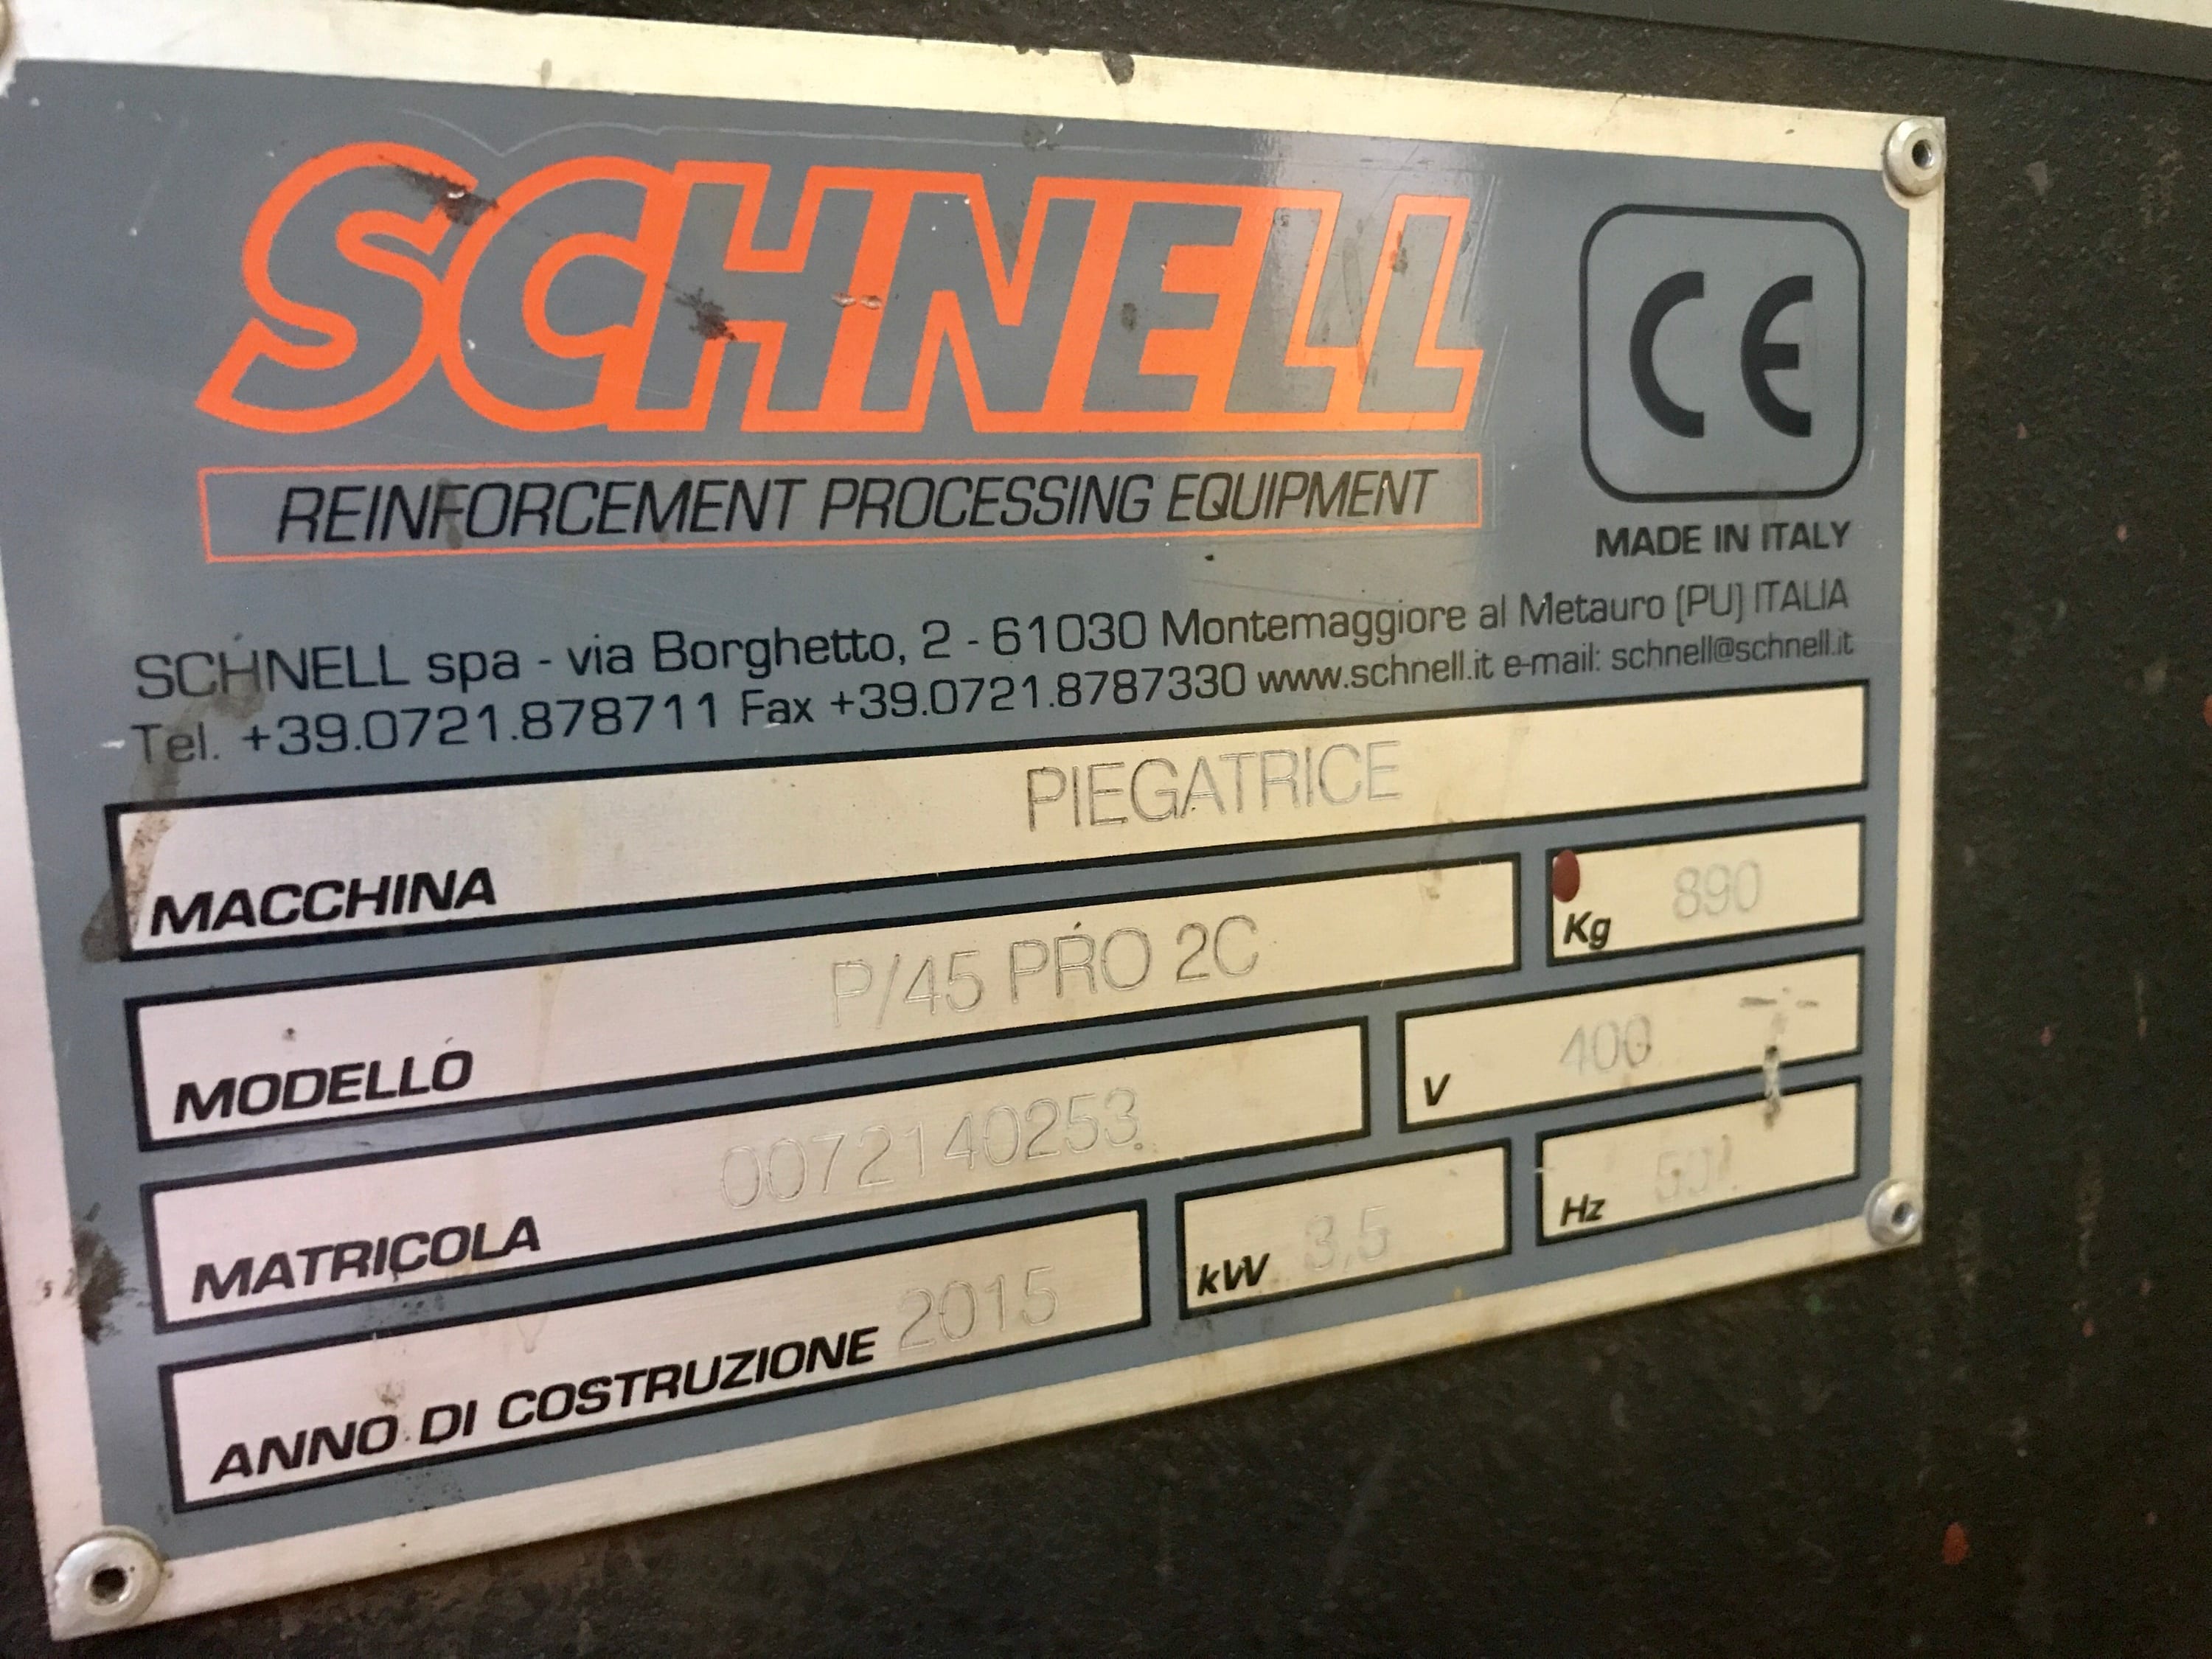 SCHNELL
REINFORCEMENT PROCESSING EQUIPMENT
CE
MADE IN ITALY
SCHNELL spa - via Borghetto, 2 - 61030 Montemaggiore al Metauro (PU) ITALIA
Tel. +39.0721.878711 Fax +39.0721.8787330 www.schnell.it e-mail: schnell@schnell.it
MACCHINA PIEGATRICE
MODELLO P/45 PRO 2C
Kg 890
MATRICOLA 0072140253
V 400
ANNO DI COSTRUZIONE 2015
kW 3,5
Hz